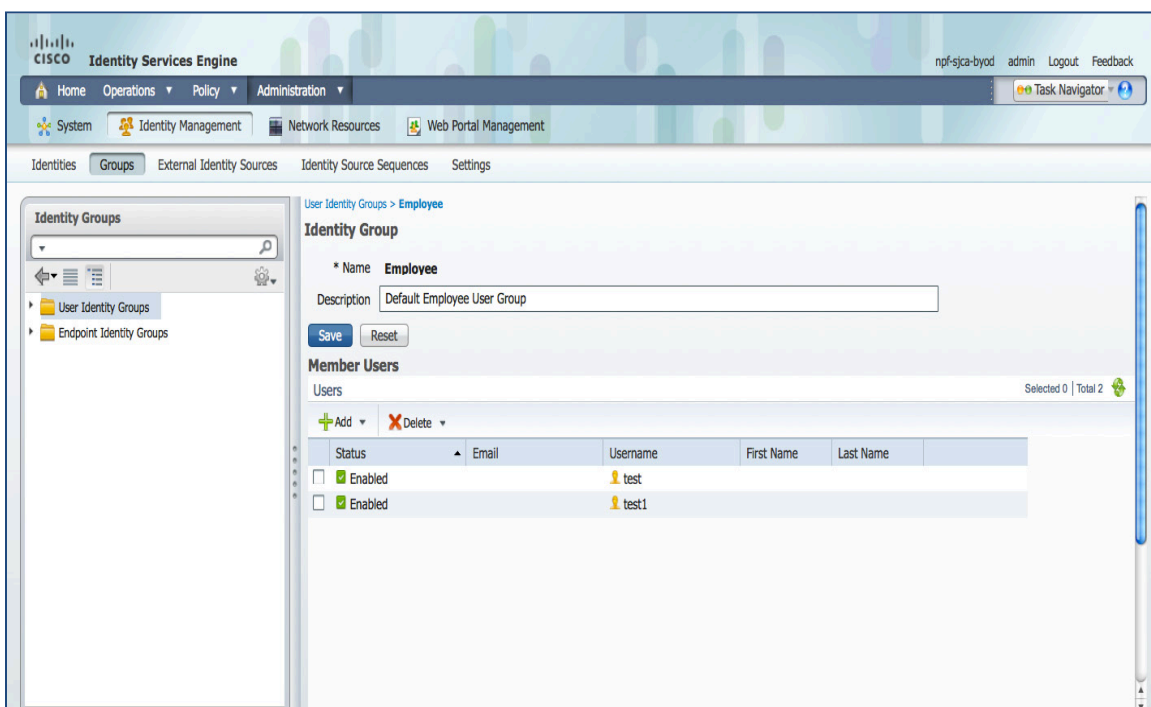 CISCO Identity Services Engine
npf-sjca-byod admin Logout Feedback
Home Operations Policy Administration
Task Navigator ?
System Identity Management Network Resources Web Portal Management
Identities Groups External Identity Sources Identity Source Sequences Settings
Identity Groups
User Identity Groups
Endpoint Identity Groups
User Identity Groups > Employee
Identity Group
* Name Employee
Description Default Employee User Group
Save Reset
Member Users
Users
Selected 0 | Total 2
Add Delete
Status Email Username First Name Last Name
Enabled test
Enabled test1